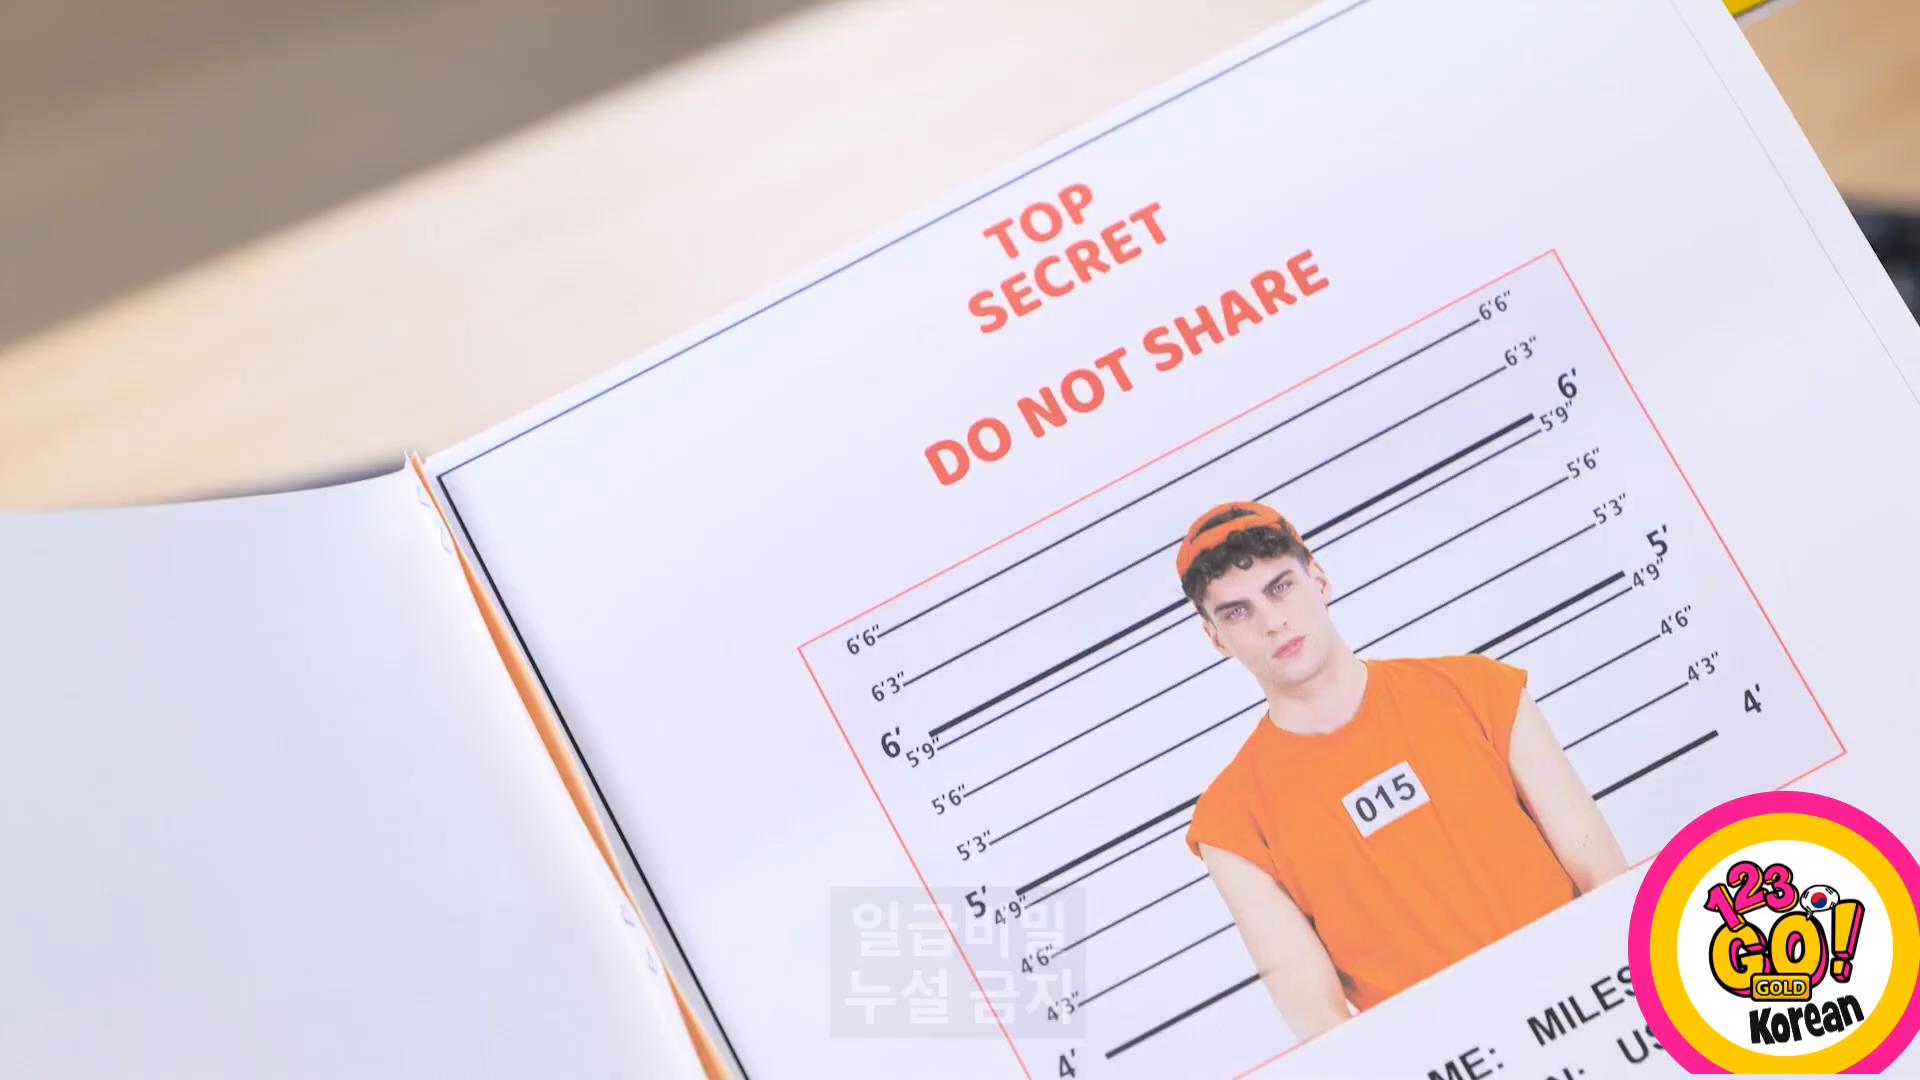 TOP
SECRET
DO NOT SHARE
6'6" 6'6"
6'3" 6'3"
6' 6'
5'9" 5'9"
5'6" 5'6"
5'3" 5'3"
5' 5'
4'9" 4'9"
4'6" 4'6"
4'3" 4'3"
4' 4'
015
일급비밀
누설 금지
MILES
123
GO!
GOLD
Korean